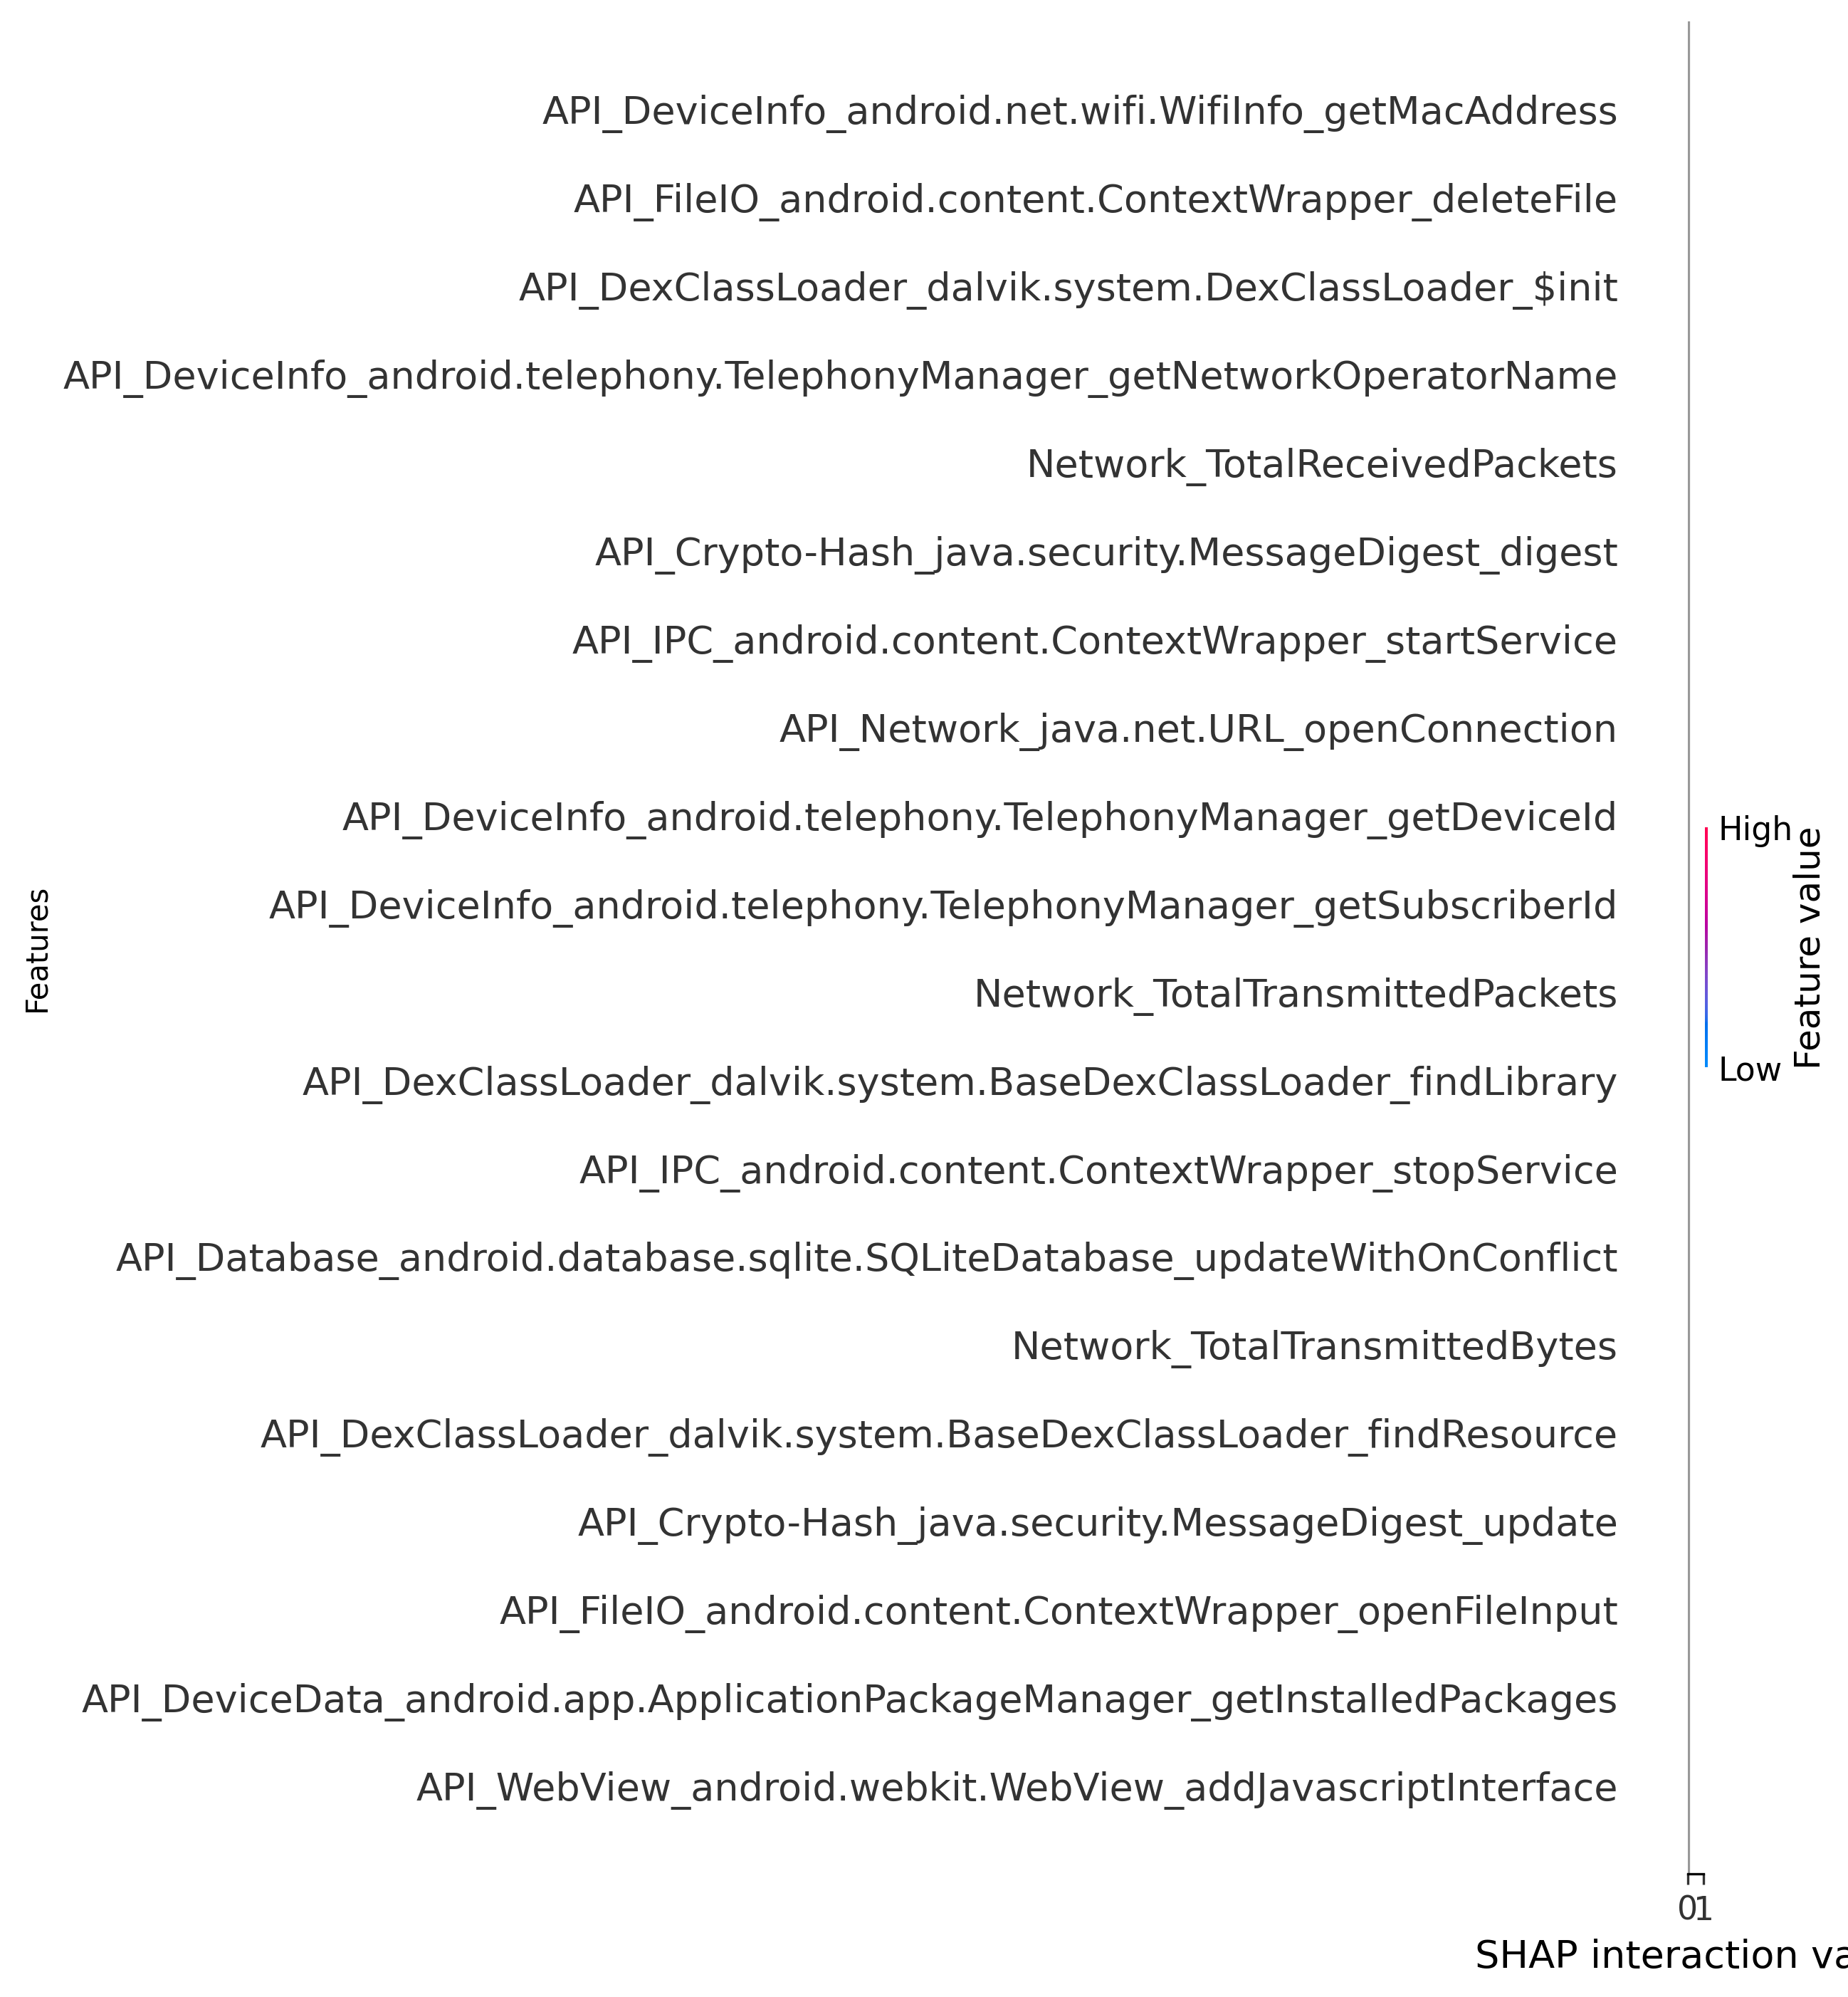 API_DeviceInfo_android.net.wifi.WifiInfo_getMacAddress
API_FileIO_android.content.ContextWrapper_deleteFile
API_DexClassLoader_dalvik.system.DexClassLoader_$init
API_DeviceInfo_android.telephony.TelephonyManager_getNetworkOperatorName
Network_TotalReceivedPackets
API_Crypto-Hash_java.security.MessageDigest_digest
API_IPC_android.content.ContextWrapper_startService
API_Network_java.net.URL_openConnection
API_DeviceInfo_android.telephony.TelephonyManager_getDeviceId
API_DeviceInfo_android.telephony.TelephonyManager_getSubscriberId
Network_TotalTransmittedPackets
API_DexClassLoader_dalvik.system.BaseDexClassLoader_findLibrary
API_IPC_android.content.ContextWrapper_stopService
API_Database_android.database.sqlite.SQLiteDatabase_updateWithOnConflict
Network_TotalTransmittedBytes
API_DexClassLoader_dalvik.system.BaseDexClassLoader_findResource
API_Crypto-Hash_java.security.MessageDigest_update
API_FileIO_android.content.ContextWrapper_openFileInput
API_DeviceData_android.app.ApplicationPackageManager_getInstalledPackages
API_WebView_android.webkit.WebView_addJavascriptInterface
Features
High
Low
Feature value
0 1
SHAP interaction va